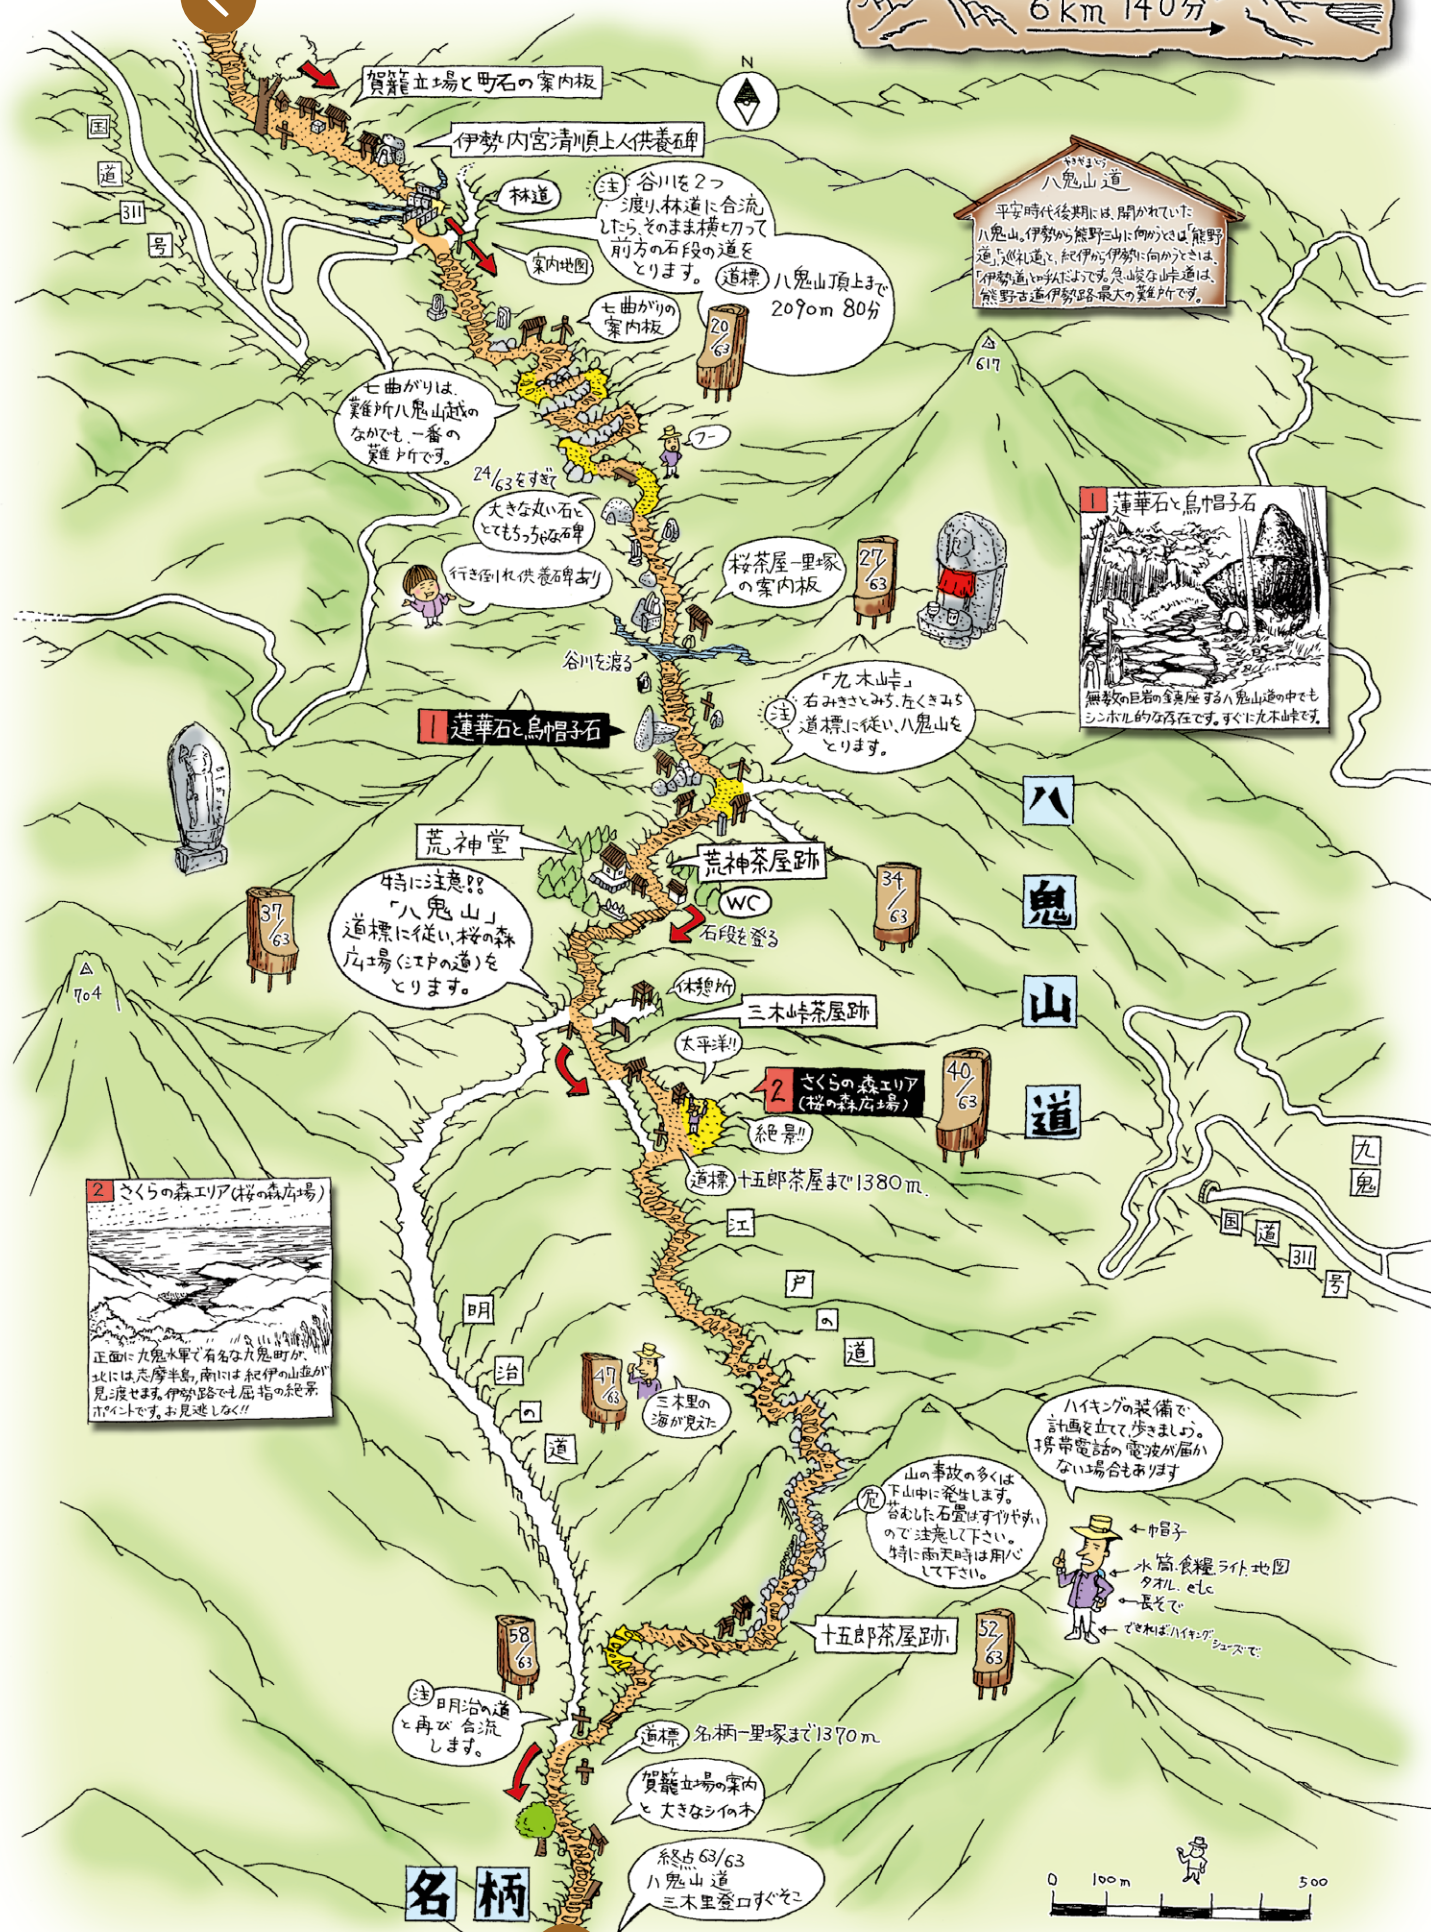 6km 140分
賀籠立場と町石の案内板
N
伊勢内宮清順上人供養碑
国道311号
林道
注 谷川を2つ
渡り、林道に合流
したら、そのまま横切って
前方の石段の道を
とります。
案内地図
道標 八鬼山頂上まで
2090m 80分
やきやまどう
八鬼山道
平安時代後期には、開かれていた
八鬼山。伊勢から熊野三山に向かうときは、「熊野
道」「巡礼道」と、紀伊から伊勢に向かうときは、
「伊勢道」と呼んだようです。急峻な山峠道は、
熊野古道伊勢路最大の難所です。
七曲がりの
案内板
20/63
617
七曲がりは、
難所八鬼山越の
なかでも、一番の
難所です。
フー
24/63をすぎて
大きな丸い石と
とてもちっちゃな石碑
行き倒れ供養碑あり
桜茶屋一里塚
の案内板
27/63
1 蓮華石と烏帽子石
無数の巨岩の鎮座する八鬼山道の中でも
シンボル的な存在です。すぐに九木峠です。
谷川を渡る
「九木峠」
注 右みきさとみち、左くきみち
道標に従い、八鬼山を
とります。
1 蓮華石と烏帽子石
八鬼山道
荒神堂
荒神茶屋跡
WC
34/63
石段を登る
特に注意!!
「八鬼山」
道標に従い、桜の森
広場(江戸の道)を
とります。
37/63
704
休憩所
三木峠茶屋跡
太平洋!!
2 さくらの森エリア
(桜の森広場)
40/63
絶景!!
道標 十五郎茶屋まで1380m.
九鬼
国道311号
2 さくらの森エリア(桜の森広場)
正面に九鬼水軍で有名な九鬼町が、
北には志摩半島、南には紀伊の山並が
見渡せます。伊勢路でも屈指の絶景
ポイントです。お見逃しなく!!
江戸の道
明治の道
47/63
三木里の
海が見えた
ハイキングの装備で
計画を立てて、歩きましょう。
携帯電話の電波が届か
ない場合もあります
危 山の事故の多くは
下山中に発生します。
苔むした石畳はすべりやすい
ので注意して下さい。
特に雨天時は用心
して下さい。
帽子
水筒、食糧、ライト、地図
タオル、etc
長そで
できればハイキングシューズで
十五郎茶屋跡
52/63
58/63
注 明治の道
と再び合流
します。
道標 名柄一里塚まで1370m
賀籠立場の案内
と大きなシイの木
終点63/63
八鬼山道
三木里登口すぐそこ
名柄
0 100m 500